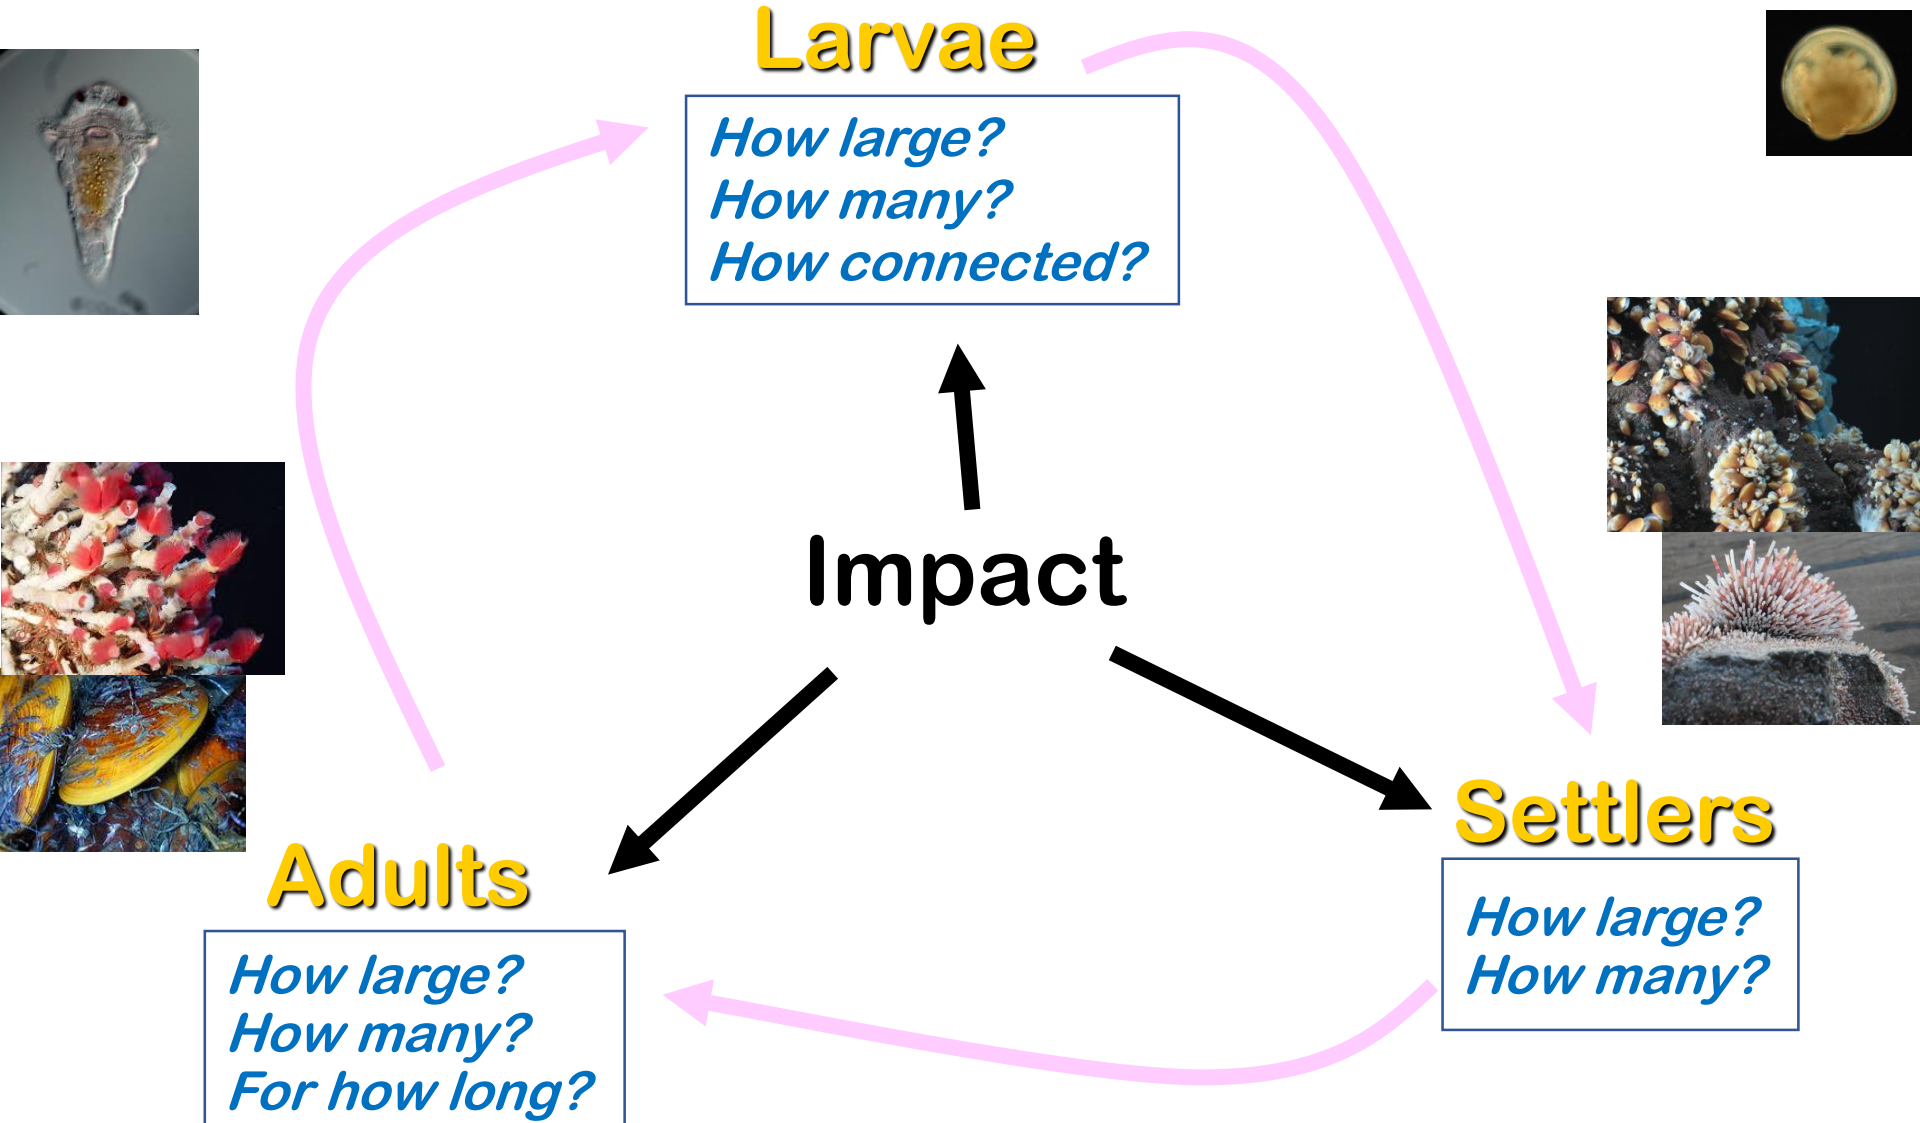 Larvae
How large?
How many?
How connected?
Impact
Settlers
How large?
How many?
Adults
How large?
How many?
For how long?